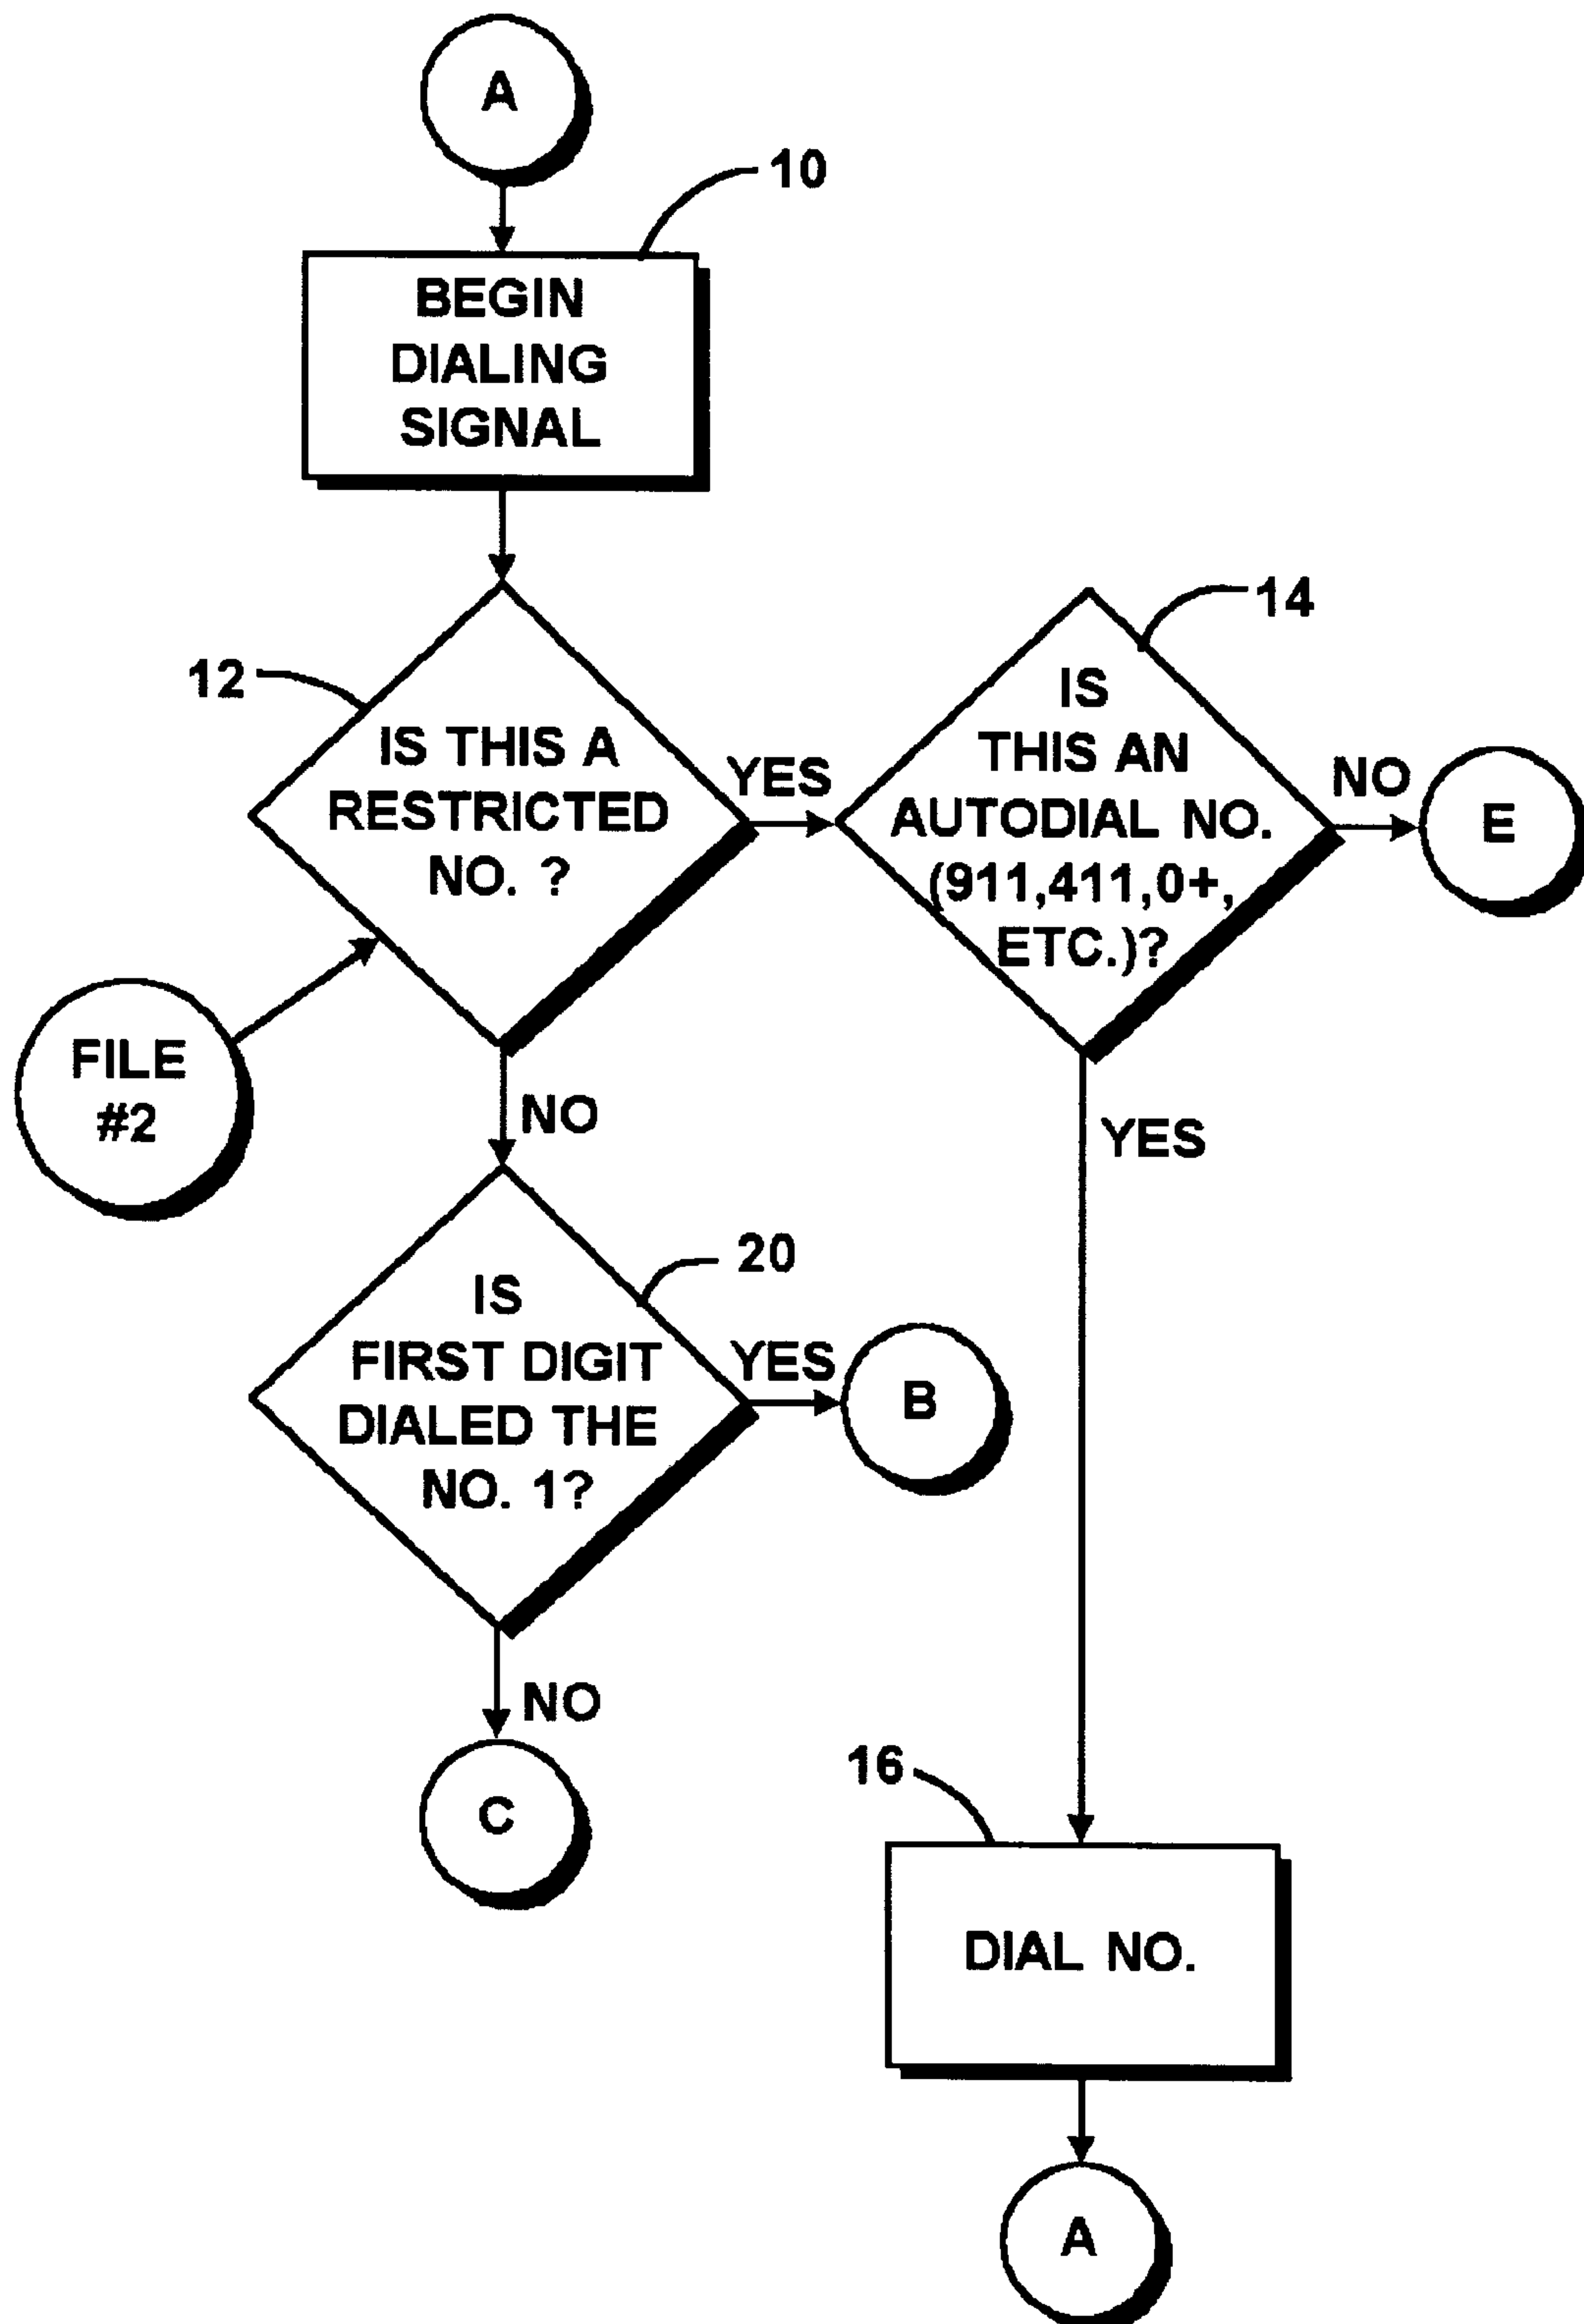 A
10
BEGIN
DIALING
SIGNAL
12
IS THIS A
RESTRICTED
NO. ?
YES
14
IS
THIS AN
AUTODIAL NO.
(911,411,0+,
ETC.)?
NO
E
FILE
#2
NO
YES
20
IS
FIRST DIGIT
DIALED THE
NO. 1?
YES
B
NO
C
16
DIAL NO.
A